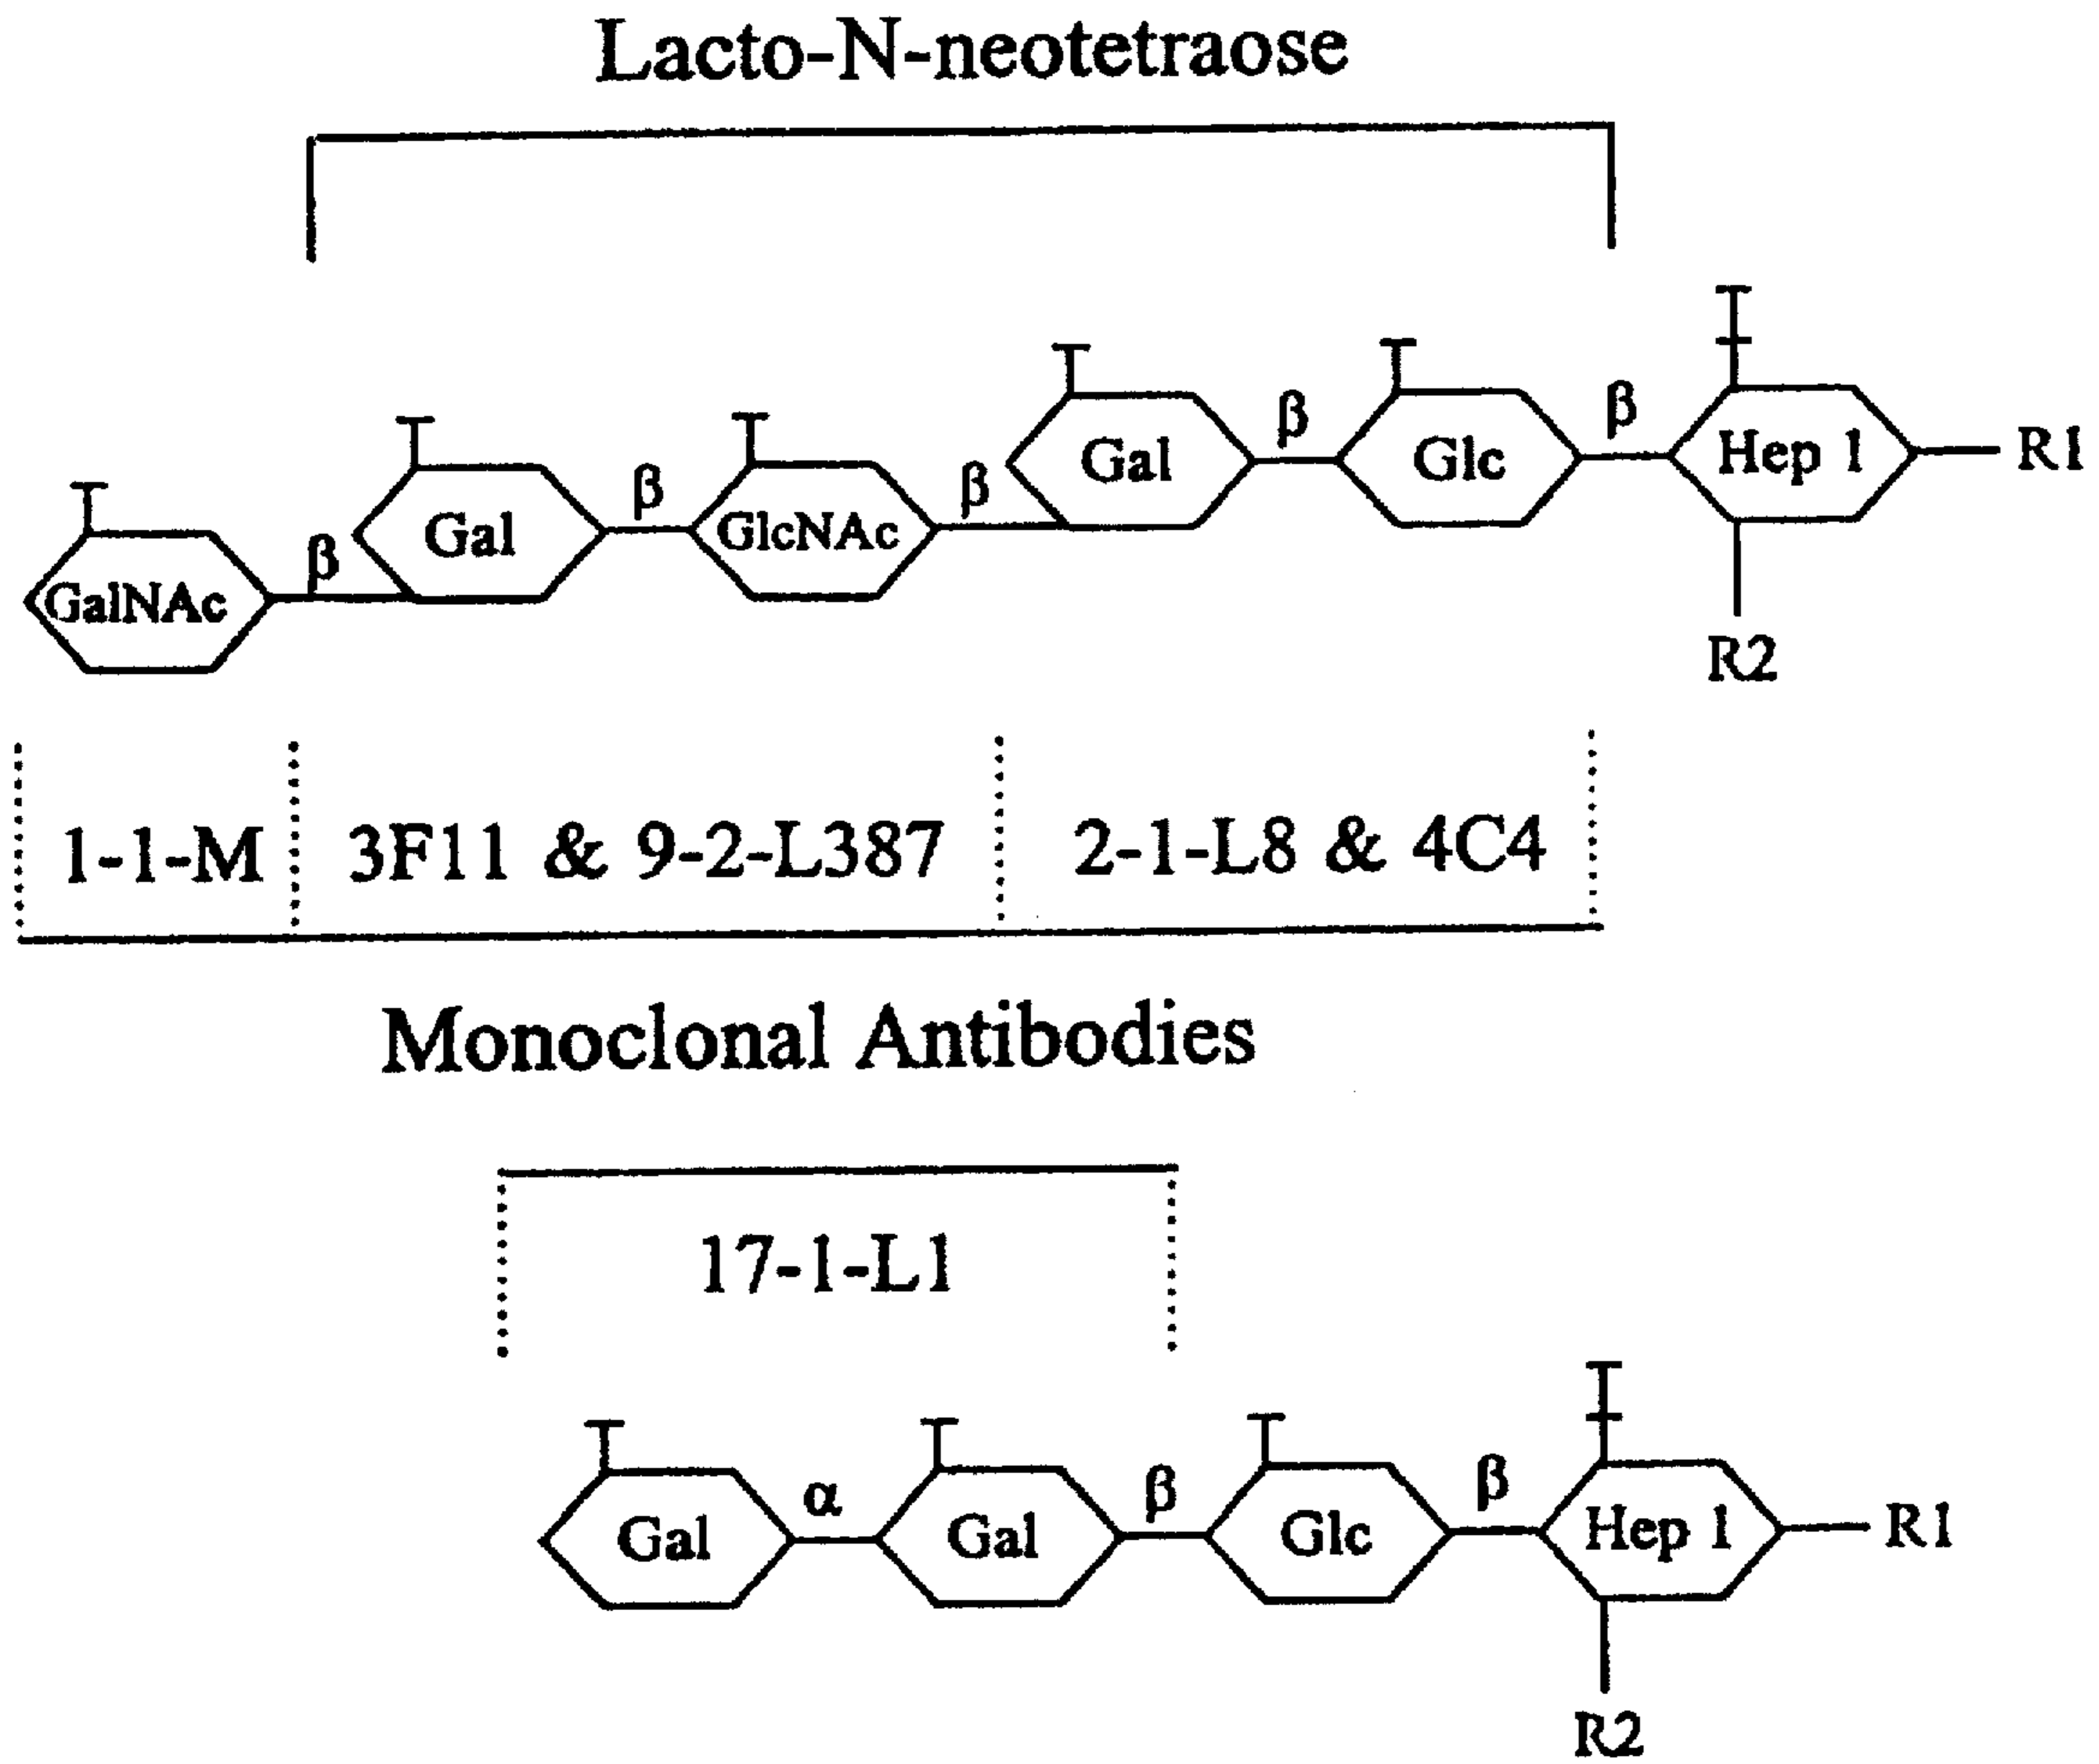 Lacto-N-neotetraose
GalNAc β Gal β GlcNAc β Gal β Glc β Hep 1 R1
R2
1-1-M 3F11 & 9-2-L387 2-1-L8 & 4C4
Monoclonal Antibodies
17-1-L1
Gal α Gal β Glc β Hep 1 R1
R2